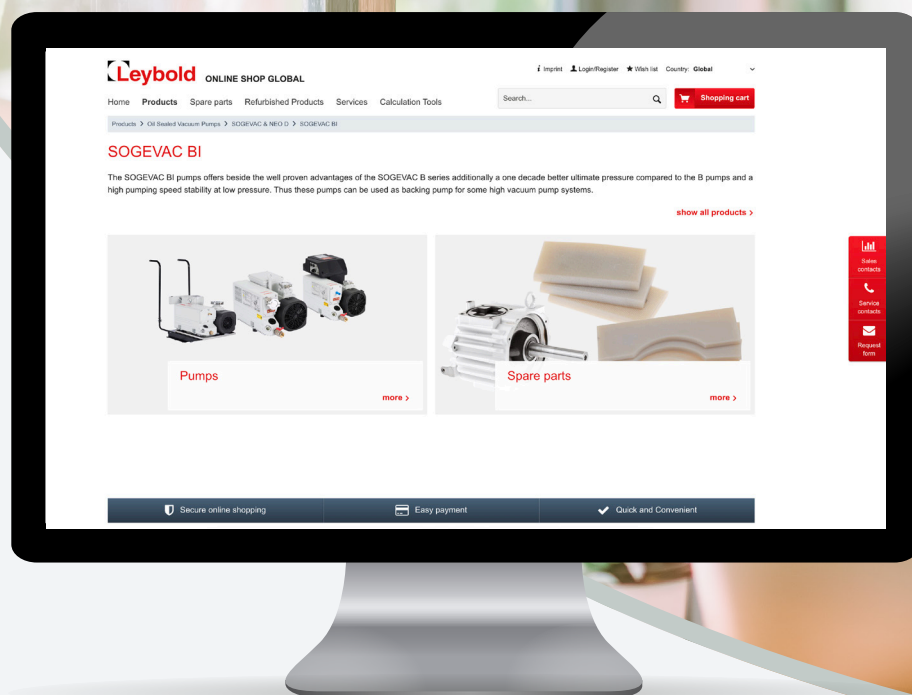 Leybold ONLINE SHOP GLOBAL
i Imprint Login/Register Wish list Country: Global
Home Products Spare parts Refurbished Products Services Calculation Tools
Search...
Shopping cart
Products > Oil Sealed Vacuum Pumps > SOGEVAC & NEO D > SOGEVAC BI
SOGEVAC BI
The SOGEVAC BI pumps offers beside the well proven advantages of the SOGEVAC B series additionally a one decade better ultimate pressure compared to the B pumps and a
high pumping speed stability at low pressure. Thus these pumps can be used as backing pump for some high vacuum pump systems.
show all products >
Sales
contacts
Service
contacts
Request
form
Pumps
more >
Spare parts
more >
Secure online shopping
Easy payment
Quick and Convenient